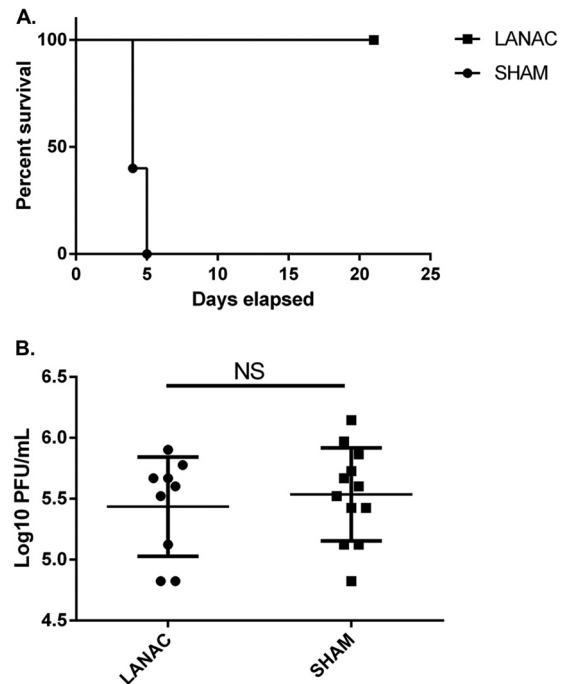 A.
100
50
0
Percent survival
0 5 10 15 20 25
Days elapsed
LANAC
SHAM
B.
NS
6.5
6.0
5.5
5.0
4.5
Log10 PFU/mL
LANAC
SHAM